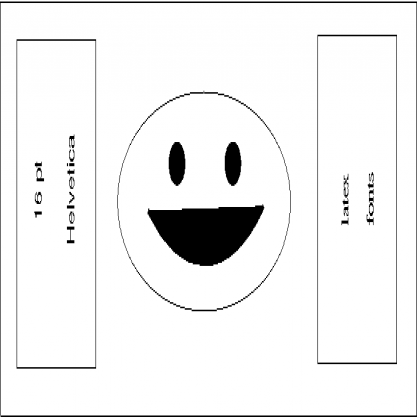 16 pt
Helvetica
latex
fonts